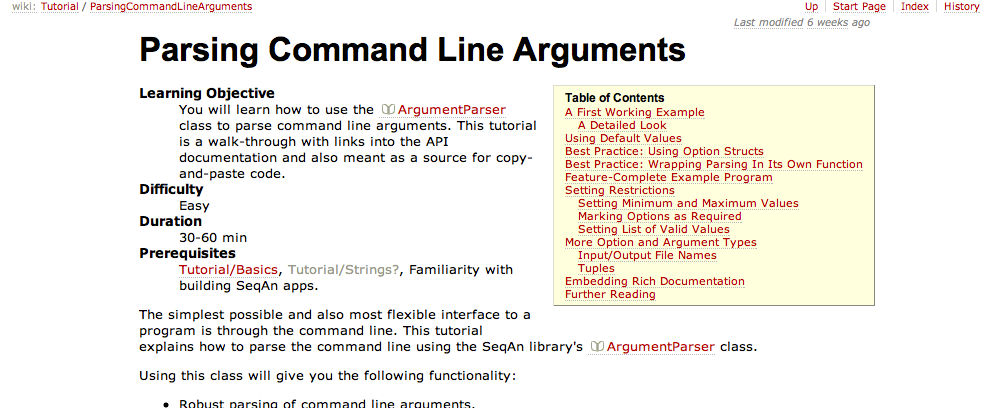 wiki: Tutorial / ParsingCommandLineArguments
Up Start Page Index History
Last modified 6 weeks ago
Parsing Command Line Arguments
Learning Objective
You will learn how to use the ArgumentParser
class to parse command line arguments. This tutorial
is a walk-through with links into the API
documentation and also meant as a source for copy-
and-paste code.
Difficulty
Easy
Duration
30-60 min
Prerequisites
Tutorial/Basics, Tutorial/Strings?, Familiarity with
building SeqAn apps.
Table of Contents
A First Working Example
A Detailed Look
Using Default Values
Best Practice: Using Option Structs
Best Practice: Wrapping Parsing In Its Own Function
Feature-Complete Example Program
Setting Restrictions
Setting Minimum and Maximum Values
Marking Options as Required
Setting List of Valid Values
More Option and Argument Types
Input/Output File Names
Tuples
Embedding Rich Documentation
Further Reading
The simplest possible and also most flexible interface to a
program is through the command line. This tutorial
explains how to parse the command line using the SeqAn library's ArgumentParser class.
Using this class will give you the following functionality:
• Robust parsing of command line arguments.